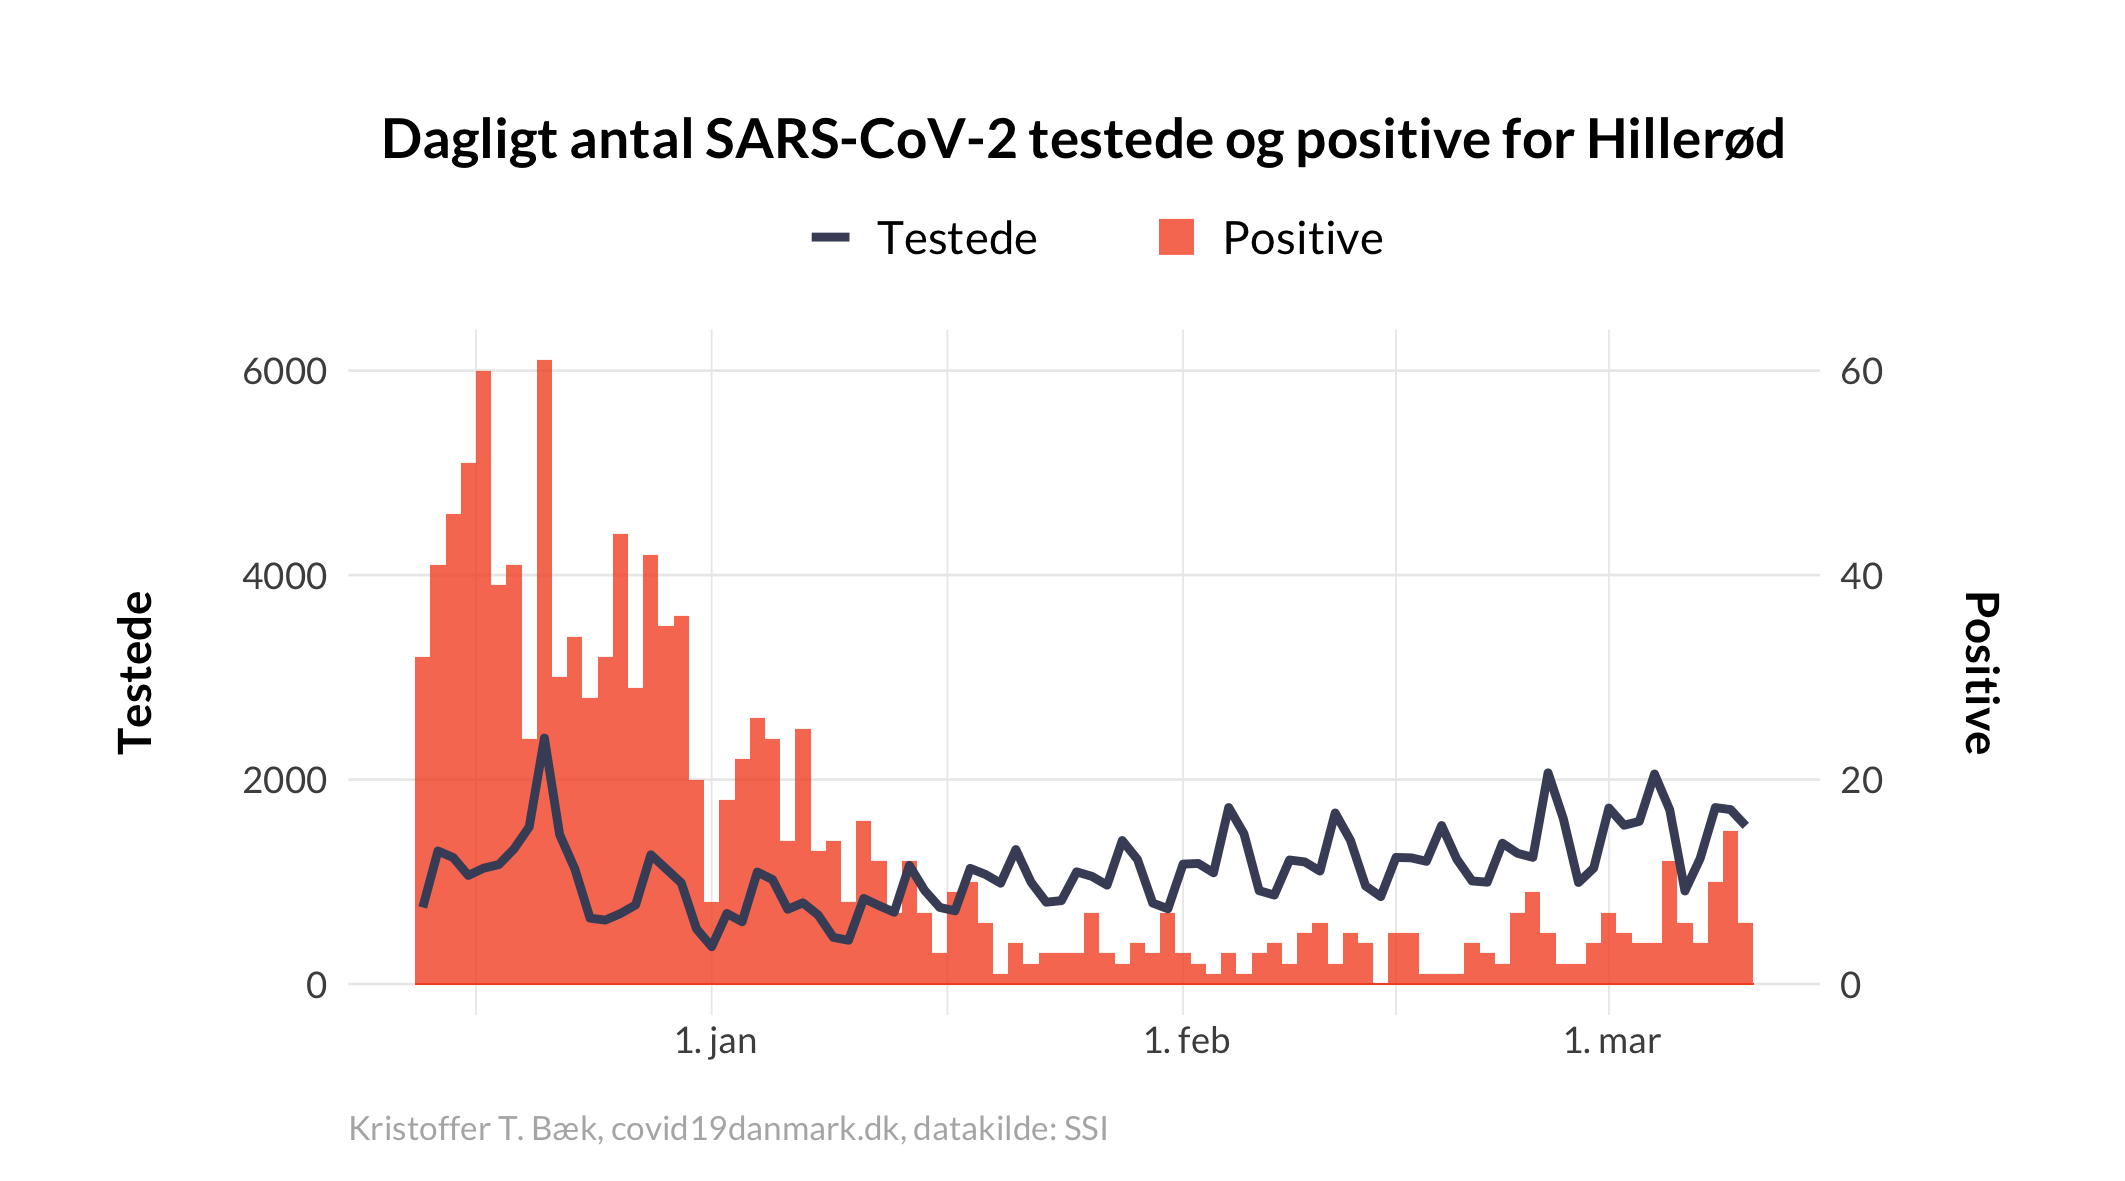 Dagligt antal SARS-CoV-2 testede og positive for Hillerød
Testede
Positive
6000
4000
2000
0
60
40
20
0
Testede
Positive
1. jan
1. feb
1. mar
Kristoffer T. Bæk, covid19danmark.dk, datakilde: SSI